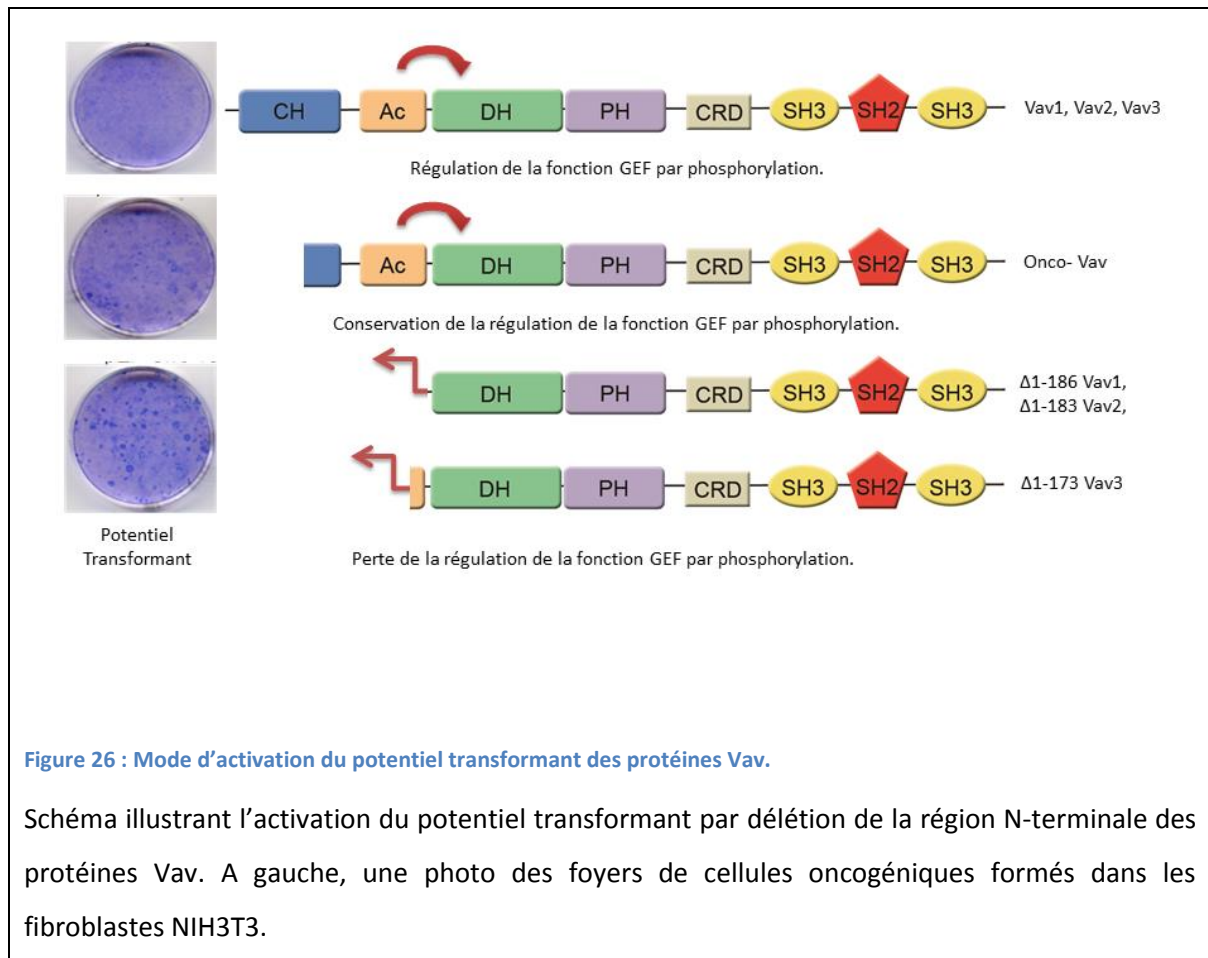 CH Ac DH PH CRD SH3 SH2 SH3 Vav1, Vav2, Vav3
Régulation de la fonction GEF par phosphorylation.
Ac DH PH CRD SH3 SH2 SH3 Onco- Vav
Conservation de la régulation de la fonction GEF par phosphorylation.
DH PH CRD SH3 SH2 SH3 Δ1-186 Vav1,
Δ1-183 Vav2,
DH PH CRD SH3 SH2 SH3 Δ1-173 Vav3
Potentiel
Transformant
Perte de la régulation de la fonction GEF par phosphorylation.
Figure 26 : Mode d’activation du potentiel transformant des protéines Vav.
Schéma illustrant l’activation du potentiel transformant par délétion de la région N-terminale des
protéines Vav. A gauche, une photo des foyers de cellules oncogéniques formés dans les
fibroblastes NIH3T3.